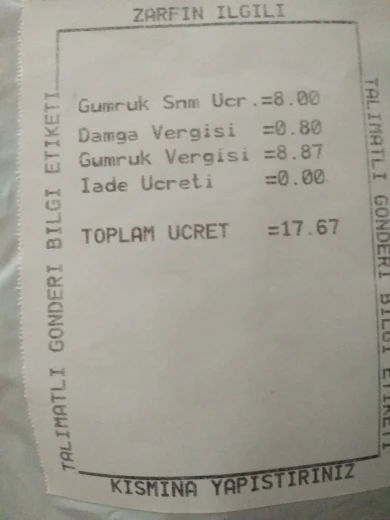 ZARFIN ILGILI
TALIMATLI GONDERI BILGI ETIKETI
Gumruk Snm Ucr.=8.00
Damga Vergisi =0.80
Gumruk Vergisi =8.87
Iade Ucreti =0.00
TOPLAM UCRET =17.67
TALIMATLI GONDERI BILGI ETIKETI
KISMINA YAPISTIRINIZ